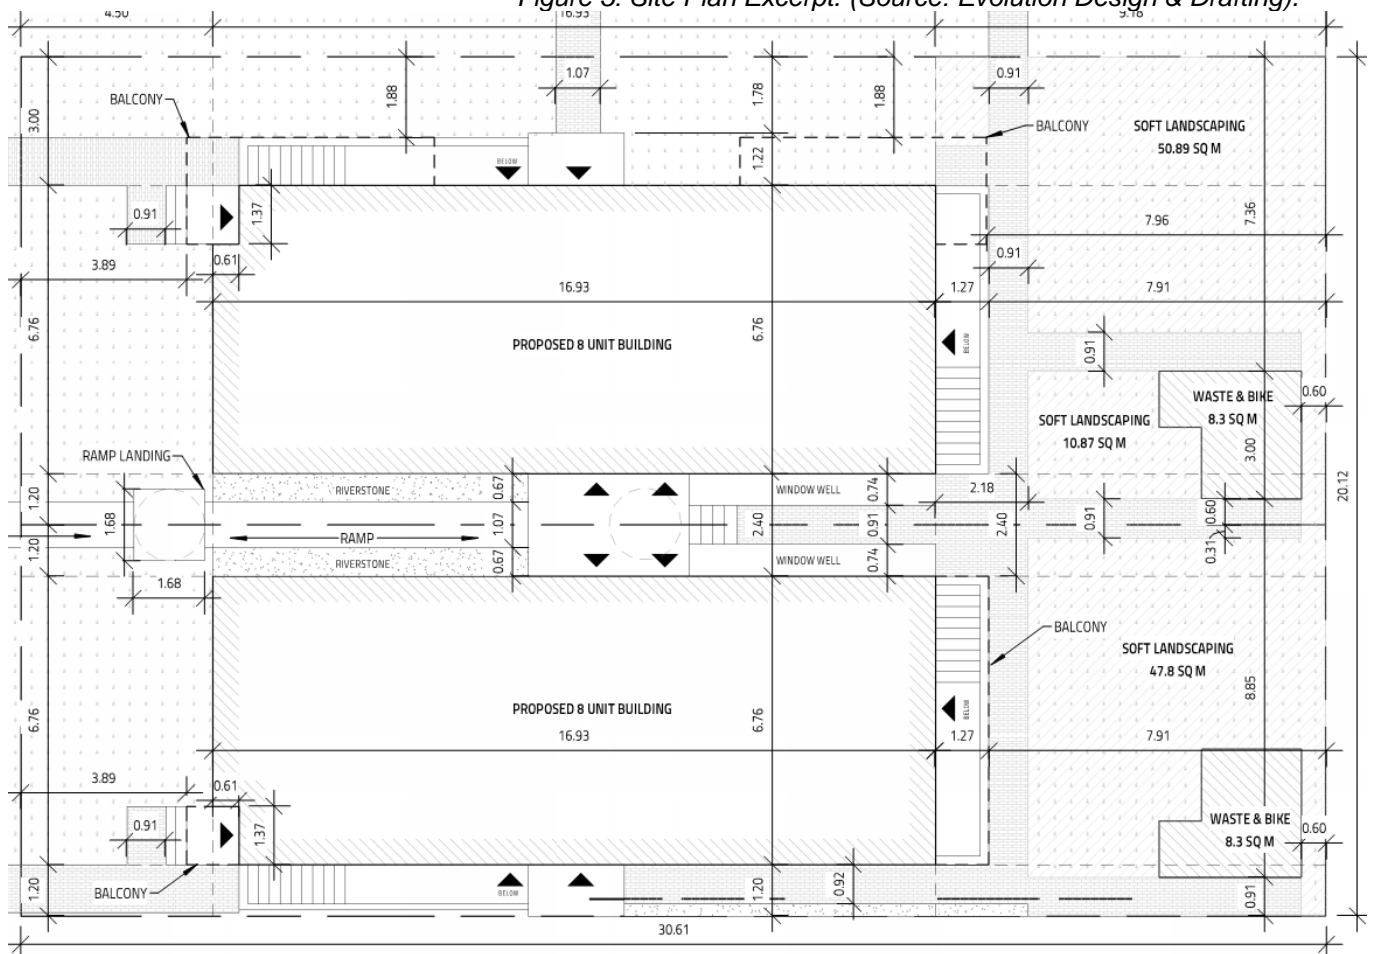 Figure 3. Site Plan Excerpt. (Source: Evolution Design & Drafting).
4.50
16.93
9.18
1.07
0.91
BALCONY
1.88
1.78
1.88
3.00
BALCONY
SOFT LANDSCAPING
50.89 SQ M
BELOW
1.22
0.91
1.37
7.96
7.36
3.89
0.61
0.91
16.93
1.27
7.91
6.76
6.76
PROPOSED 8 UNIT BUILDING
BELOW
0.91
WASTE & BIKE
8.3 SQ M
0.60
SOFT LANDSCAPING
10.87 SQ M
3.00
RAMP LANDING
RIVERSTONE
0.67
WINDOW WELL
0.74
2.18
1.20
20.12
1.68
1.07
2.40
0.91
2.40
0.91
0.60
RAMP
1.20
0.31
RIVERSTONE
0.67
WINDOW WELL
0.74
1.68
BALCONY
SOFT LANDSCAPING
47.8 SQ M
8.85
PROPOSED 8 UNIT BUILDING
BELOW
6.76
6.76
16.93
1.27
7.91
3.89
0.61
0.91
1.37
WASTE & BIKE
8.3 SQ M
0.60
BALCONY
1.20
BELOW
1.20
0.92
0.91
30.61